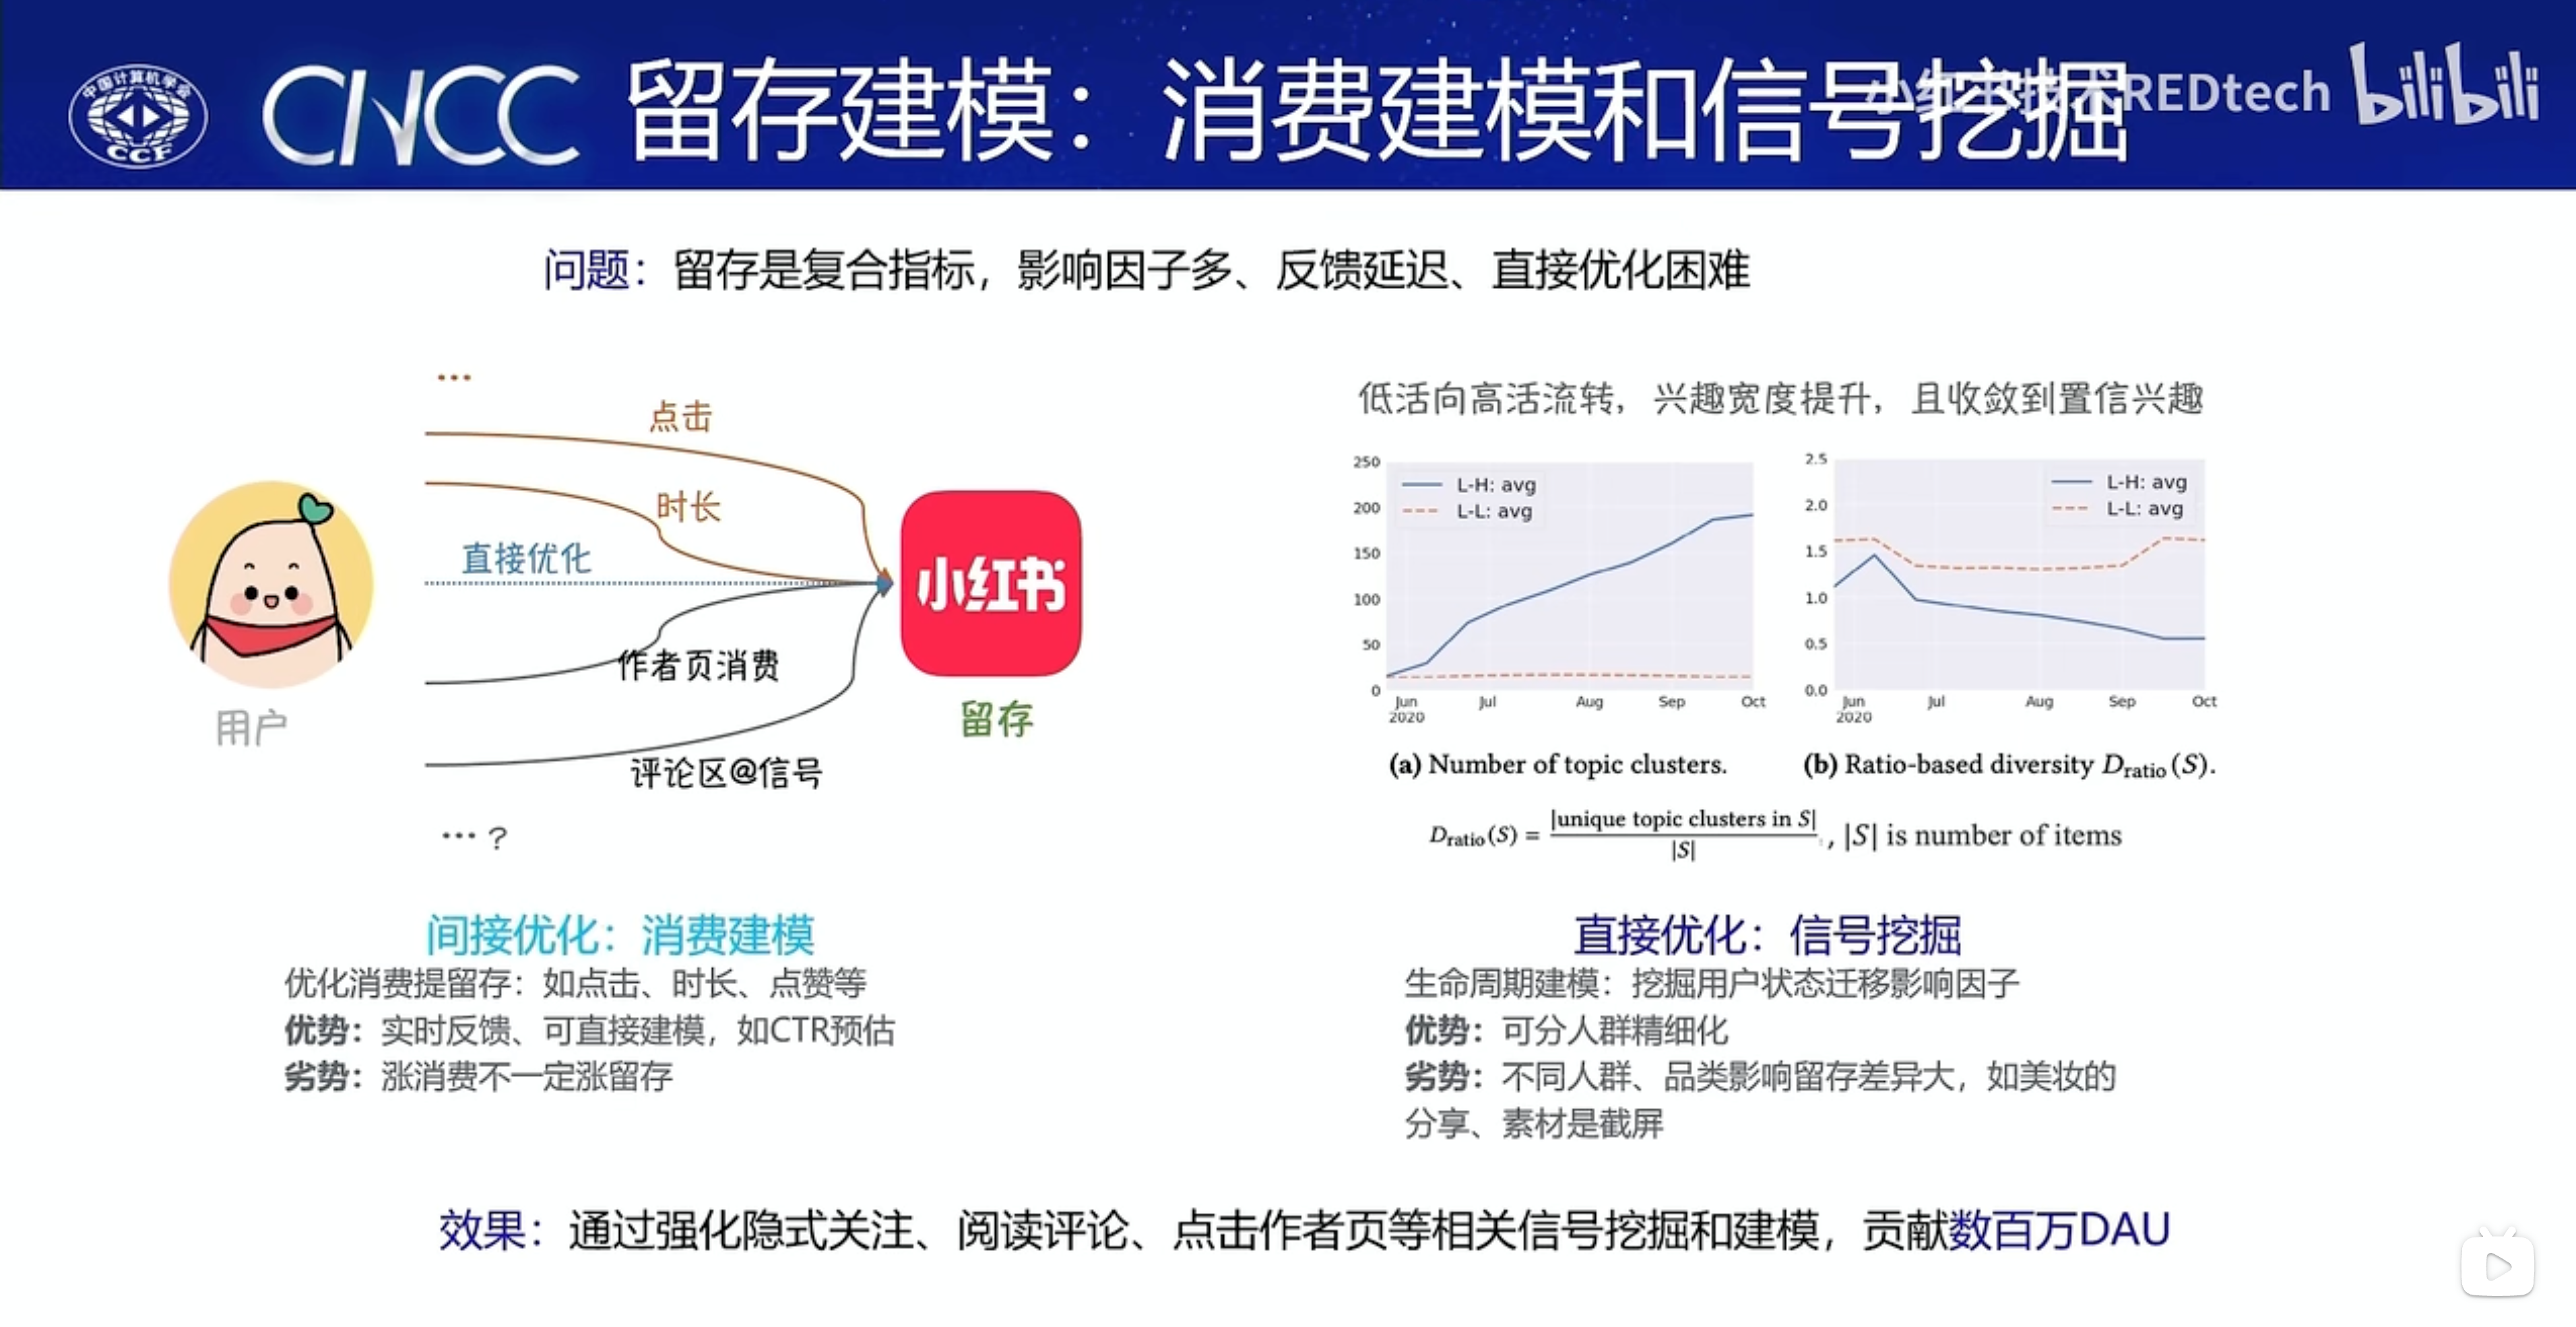 中国计算机学会
CCF
CNCC
留存建模：消费建模和信号挖掘
小红书技术REDtech
bilibili
问题：留存是复合指标，影响因子多、反馈延迟、直接优化困难
...
点击
时长
直接优化
作者页消费
评论区@信号
... ?
用户
小红书
留存
低活向高活流转，兴趣宽度提升，且收敛到置信兴趣
250
200
150
100
50
0
L-H: avg
L-L: avg
Jun Jul Aug Sep Oct
2020
(a) Number of topic clusters.
2.5
2.0
1.5
1.0
0.5
0.0
L-H: avg
L-L: avg
Jun Jul Aug Sep Oct
2020
(b) Ratio-based diversity Dratio(S).
Dratio(S) = |unique topic clusters in S| / |S| , |S| is number of items
间接优化：消费建模
优化消费提留存：如点击、时长、点赞等
优势：实时反馈、可直接建模，如CTR预估
劣势：涨消费不一定涨留存
直接优化：信号挖掘
生命周期建模：挖掘用户状态迁移影响因子
优势：可分人群精细化
劣势：不同人群、品类影响留存差异大，如美妆的
分享、素材是截屏
效果：通过强化隐式关注、阅读评论、点击作者页等相关信号挖掘和建模，贡献数百万DAU